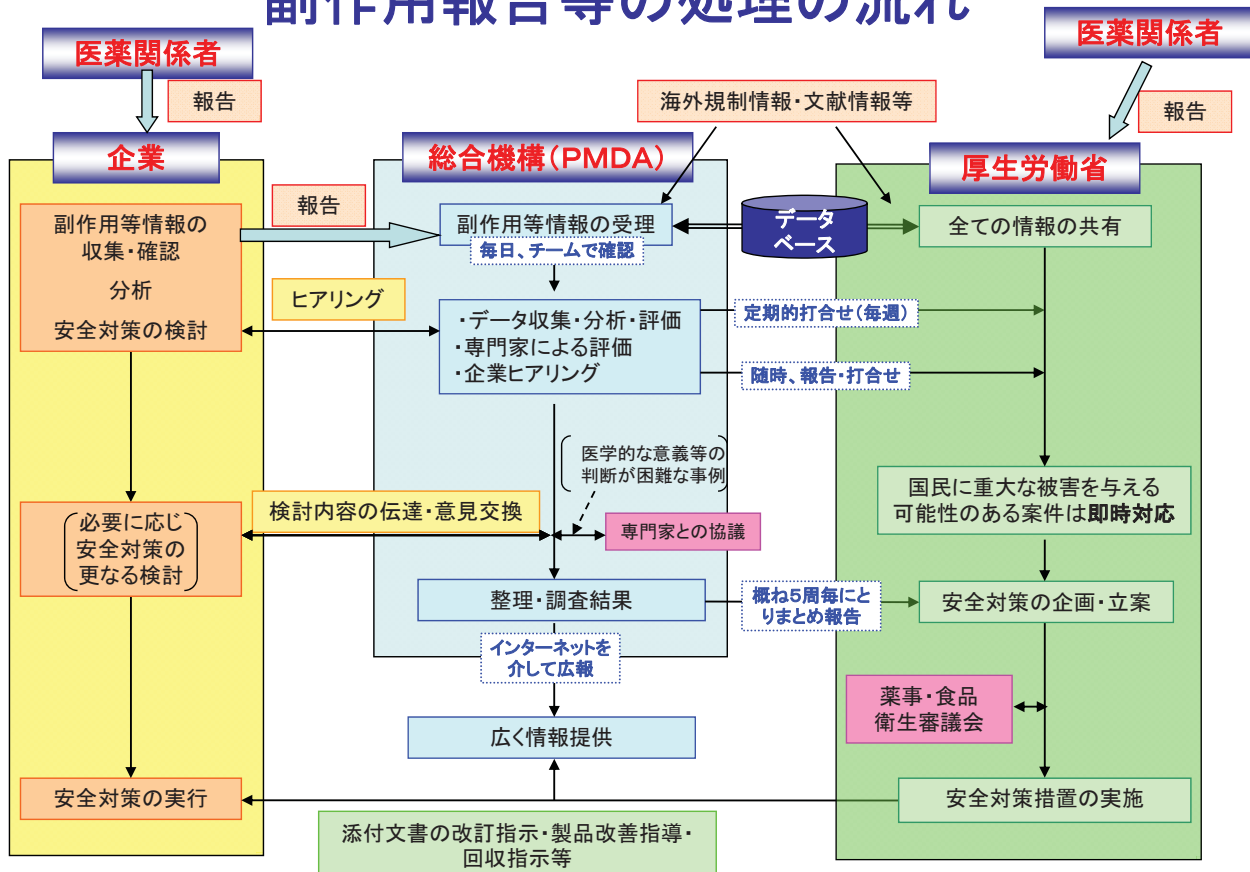 副作用報告等の処理の流れ
医薬関係者
報告
企業
副作用等情報の
収集・確認
分析
安全対策の検討
必要に応じ
安全対策の
更なる検討
安全対策の実行
報告
ヒアリング
検討内容の伝達・意見交換
総合機構(PMDA)
副作用等情報の受理
毎日、チームで確認
・データ収集・分析・評価
・専門家による評価
・企業ヒアリング
医学的な意義等の
判断が困難な事例
専門家との協議
整理・調査結果
インターネットを
介して広報
広く情報提供
添付文書の改訂指示・製品改善指導・
回収指示等
海外規制情報・文献情報等
データ
ベース
定期的打合せ(毎週)
随時、報告・打合せ
概ね5周毎にと
りまとめ報告
医薬関係者
報告
厚生労働省
全ての情報の共有
国民に重大な被害を与える
可能性のある案件は即時対応
安全対策の企画・立案
薬事・食品
衛生審議会
安全対策措置の実施